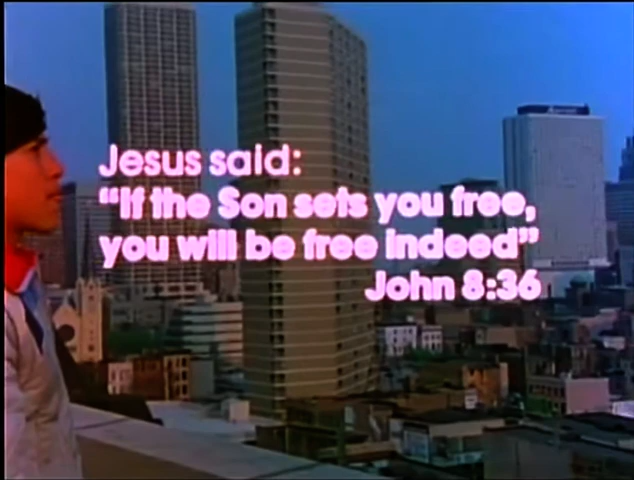 Jesus said:
“If the Son sets you free,
you will be free indeed”
John 8:36